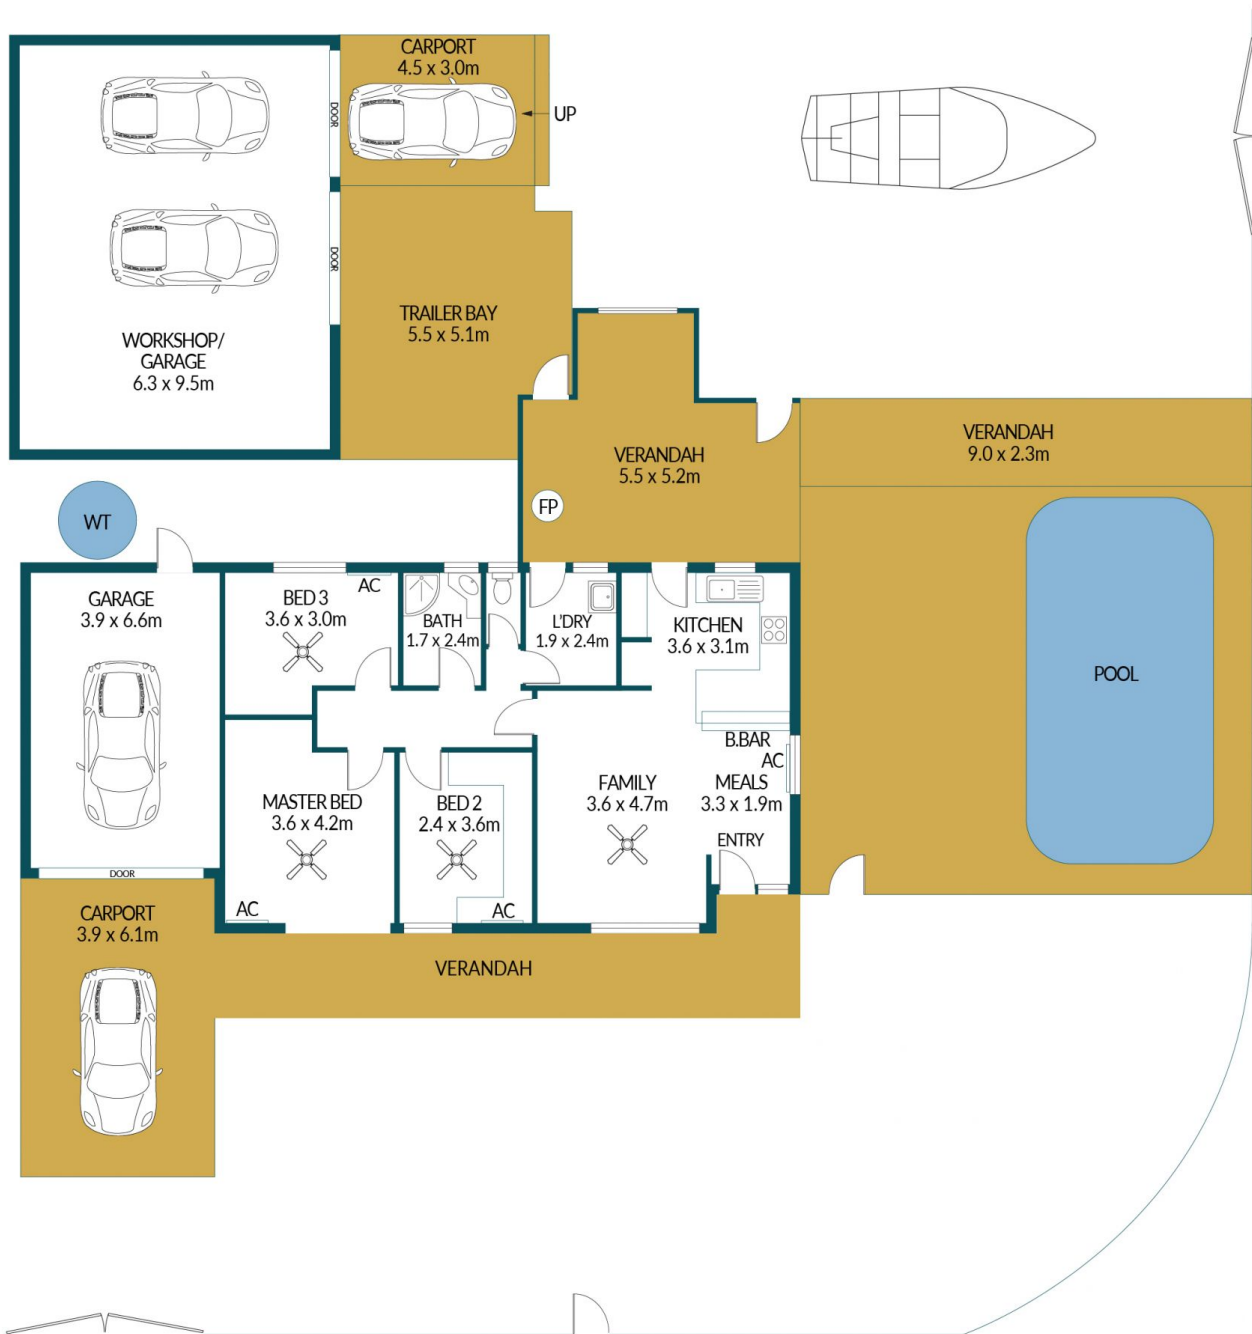 CARPORT
4.5 x 3.0m
UP
DOOR
DOOR
WORKSHOP/
GARAGE
6.3 x 9.5m
TRAILER BAY
5.5 x 5.1m
VERANDAH
5.5 x 5.2m
VERANDAH
9.0 x 2.3m
FP
WT
GARAGE
3.9 x 6.6m
BED 3
3.6 x 3.0m
AC
BATH
1.7 x 2.4m
L'DRY
1.9 x 2.4m
KITCHEN
3.6 x 3.1m
POOL
B.BAR
AC
MASTER BED
3.6 x 4.2m
BED 2
2.4 x 3.6m
FAMILY
3.6 x 4.7m
MEALS
3.3 x 1.9m
ENTRY
DOOR
AC
AC
CARPORT
3.9 x 6.1m
VERANDAH